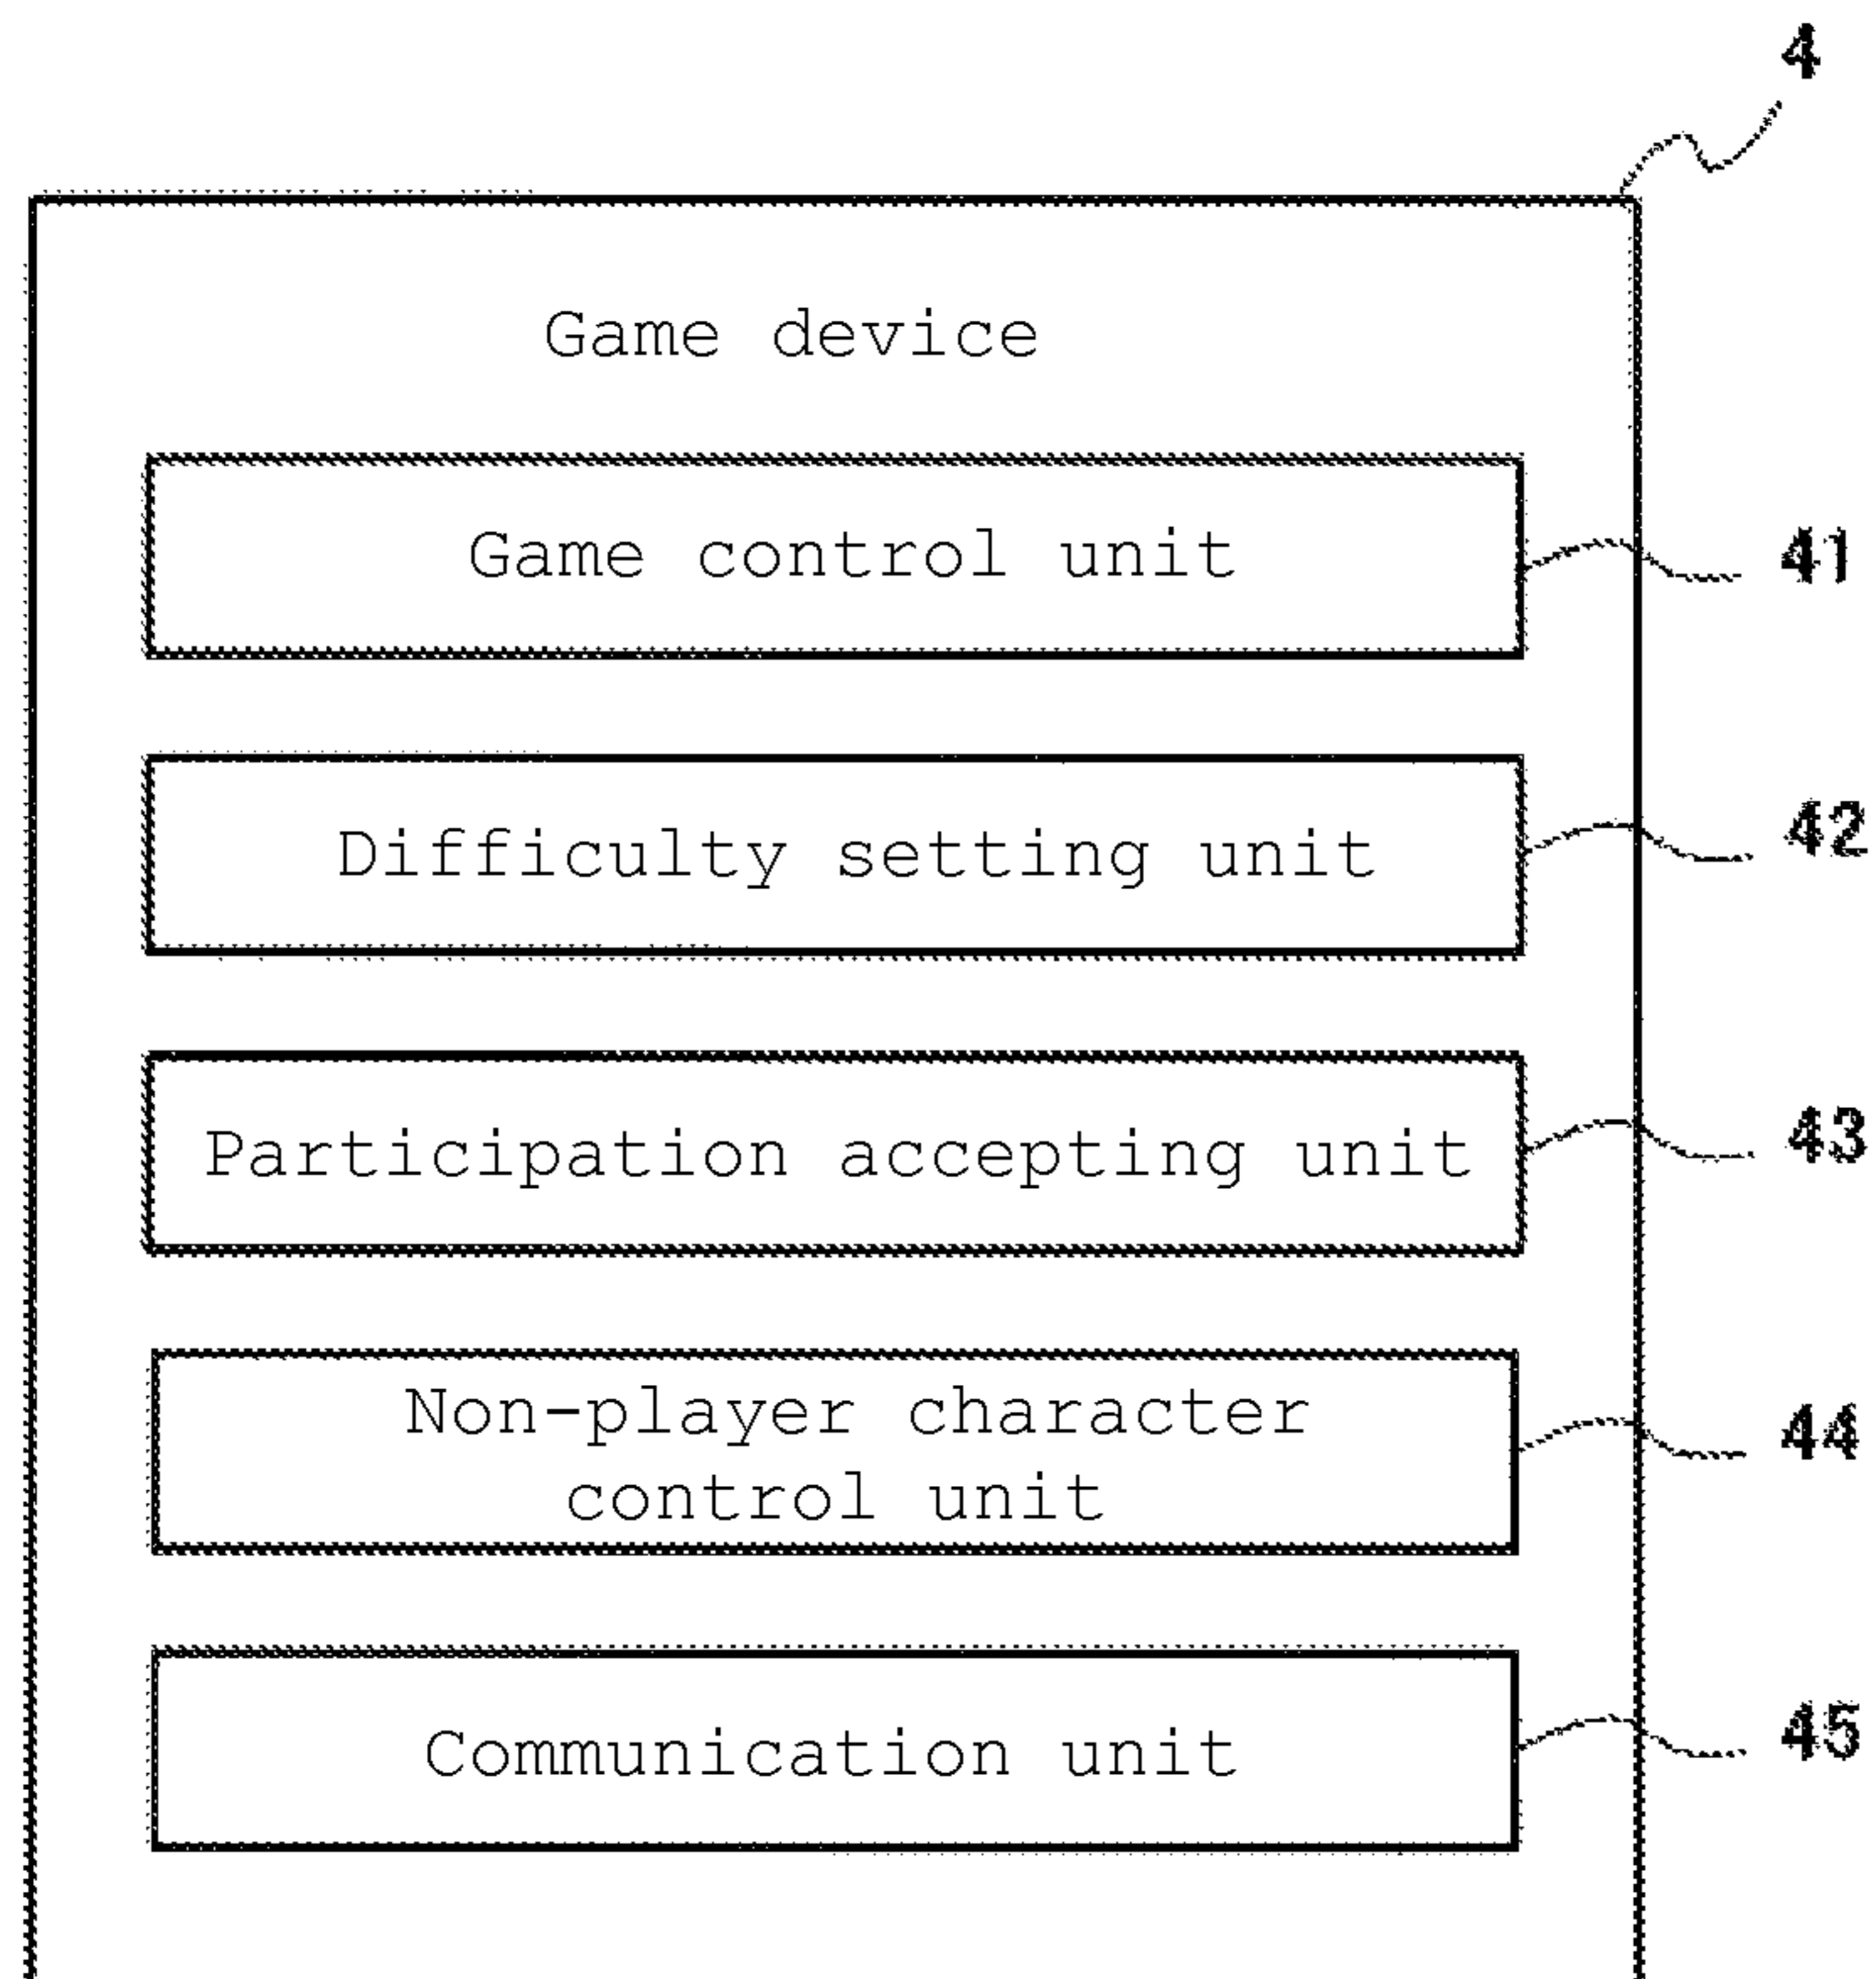 4
Game device
Game control unit
41
Difficulty setting unit
42
Participation accepting unit
43
Non-player character
control unit
44
Communication unit
45